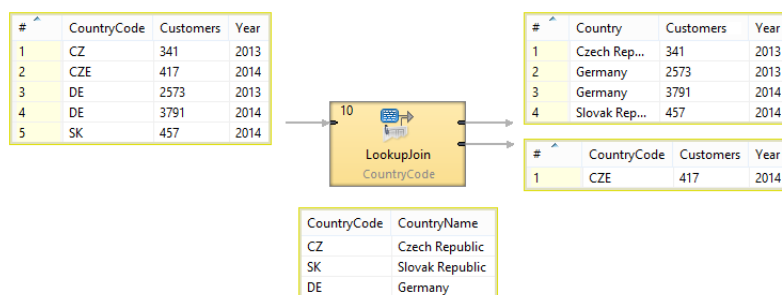 # CountryCode Customers Year
1 CZ 341 2013
2 CZE 417 2014
3 DE 2573 2013
4 DE 3791 2014
5 SK 457 2014
10
LookupJoin
CountryCode
# Country Customers Year
1 Czech Rep... 341 2013
2 Germany 2573 2013
3 Germany 3791 2014
4 Slovak Rep... 457 2014
# CountryCode Customers Year
1 CZE 417 2014
CountryCode CountryName
CZ Czech Republic
SK Slovak Republic
DE Germany